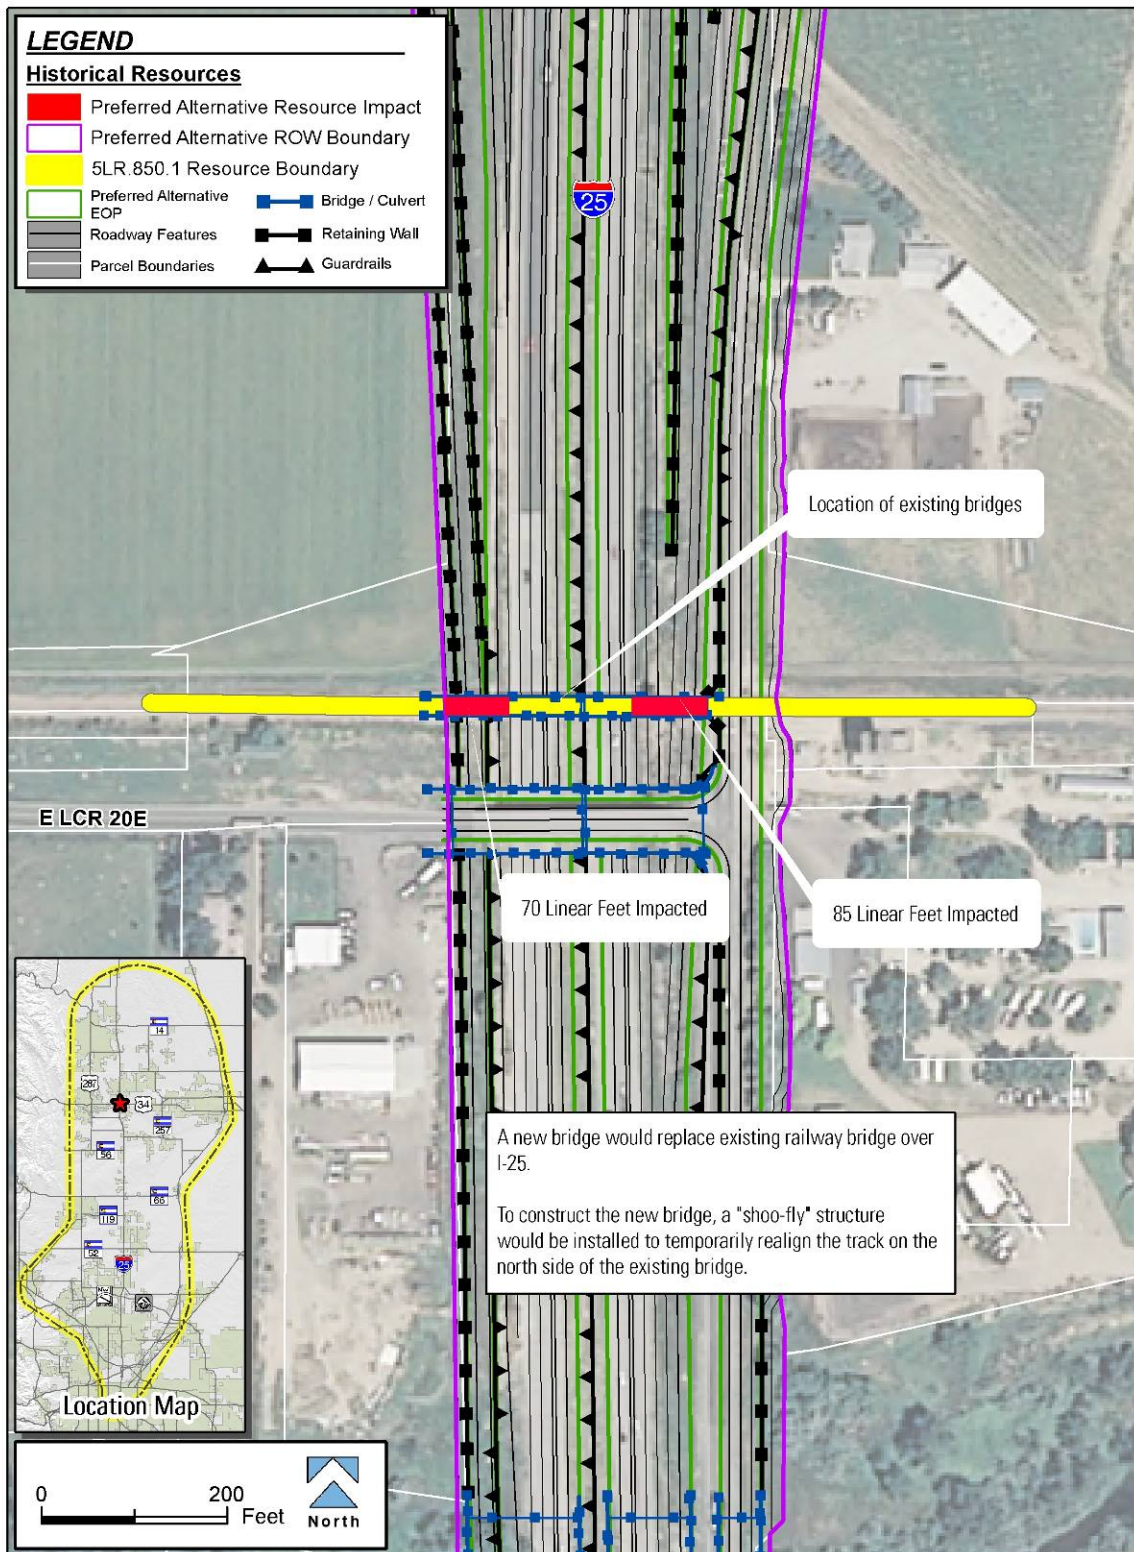 LEGEND
Historical Resources
Preferred Alternative Resource Impact
Preferred Alternative ROW Boundary
5LR.850.1 Resource Boundary
Preferred Alternative
EOP
Bridge / Culvert
Roadway Features
Retaining Wall
Parcel Boundaries
Guardrails
25
Location of existing bridges
E LCR 20E
70 Linear Feet Impacted
85 Linear Feet Impacted
14
287
34
257
56
66
119
52
25
Location Map
A new bridge would replace existing railway bridge over
I-25.
To construct the new bridge, a "shoo-fly" structure
would be installed to temporarily realign the track on the
north side of the existing bridge.
0
200
Feet
North